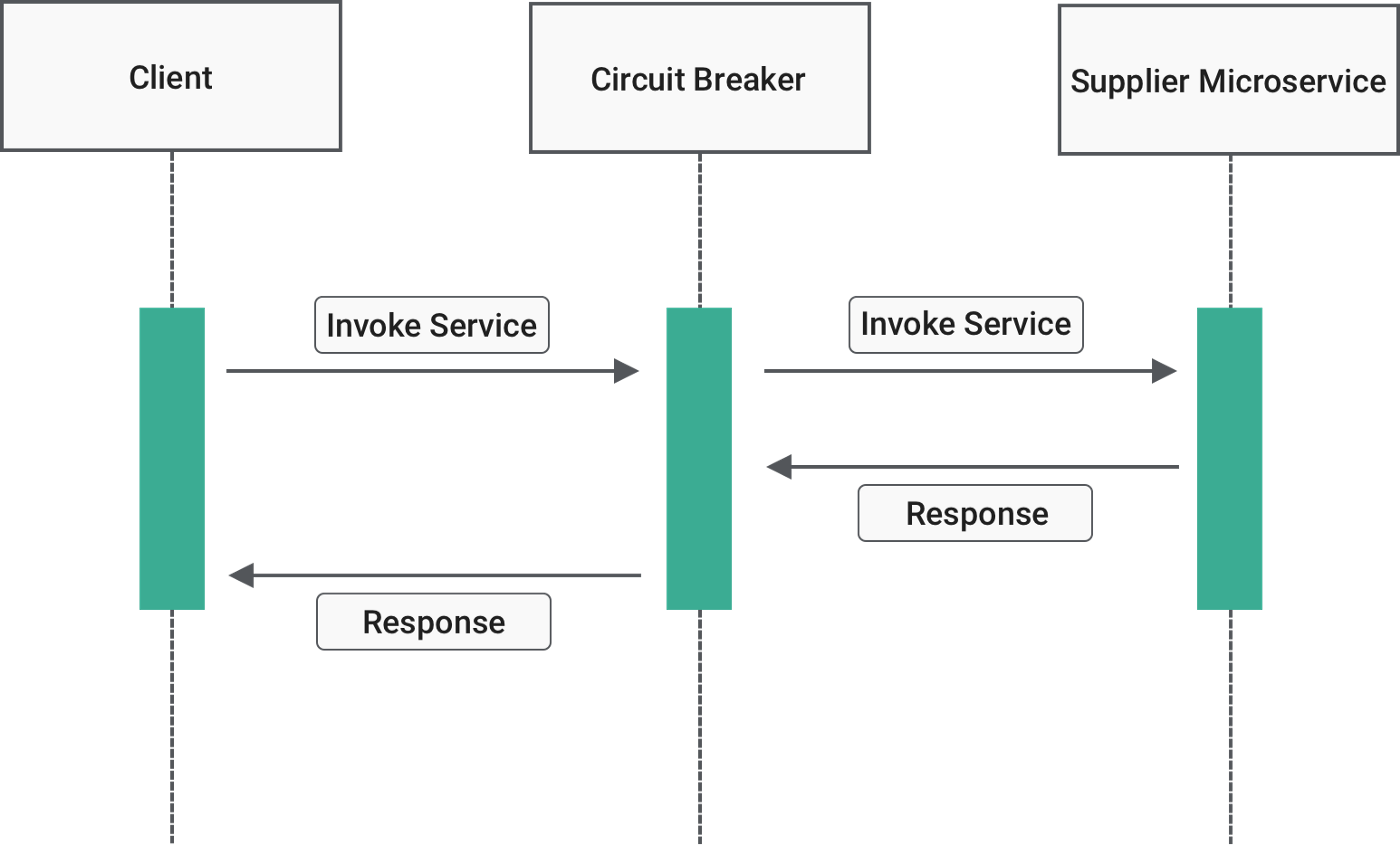 Client
Circuit Breaker
Supplier Microservice
Invoke Service
Invoke Service
Response
Response